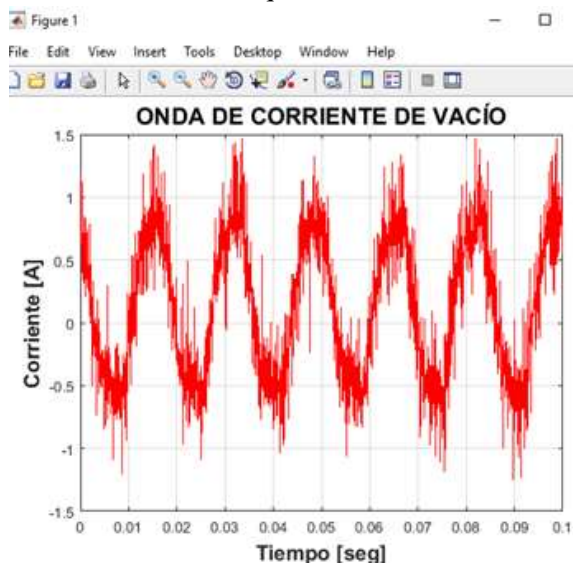 Figure 1
File Edit View Insert Tools Desktop Window Help
ONDA DE CORRIENTE DE VACÍO
1.5
1
0.5
0
-0.5
-1
-1.5
Corriente [A]
0 0.01 0.02 0.03 0.04 0.05 0.06 0.07 0.08 0.09 0.1
Tiempo [seg]